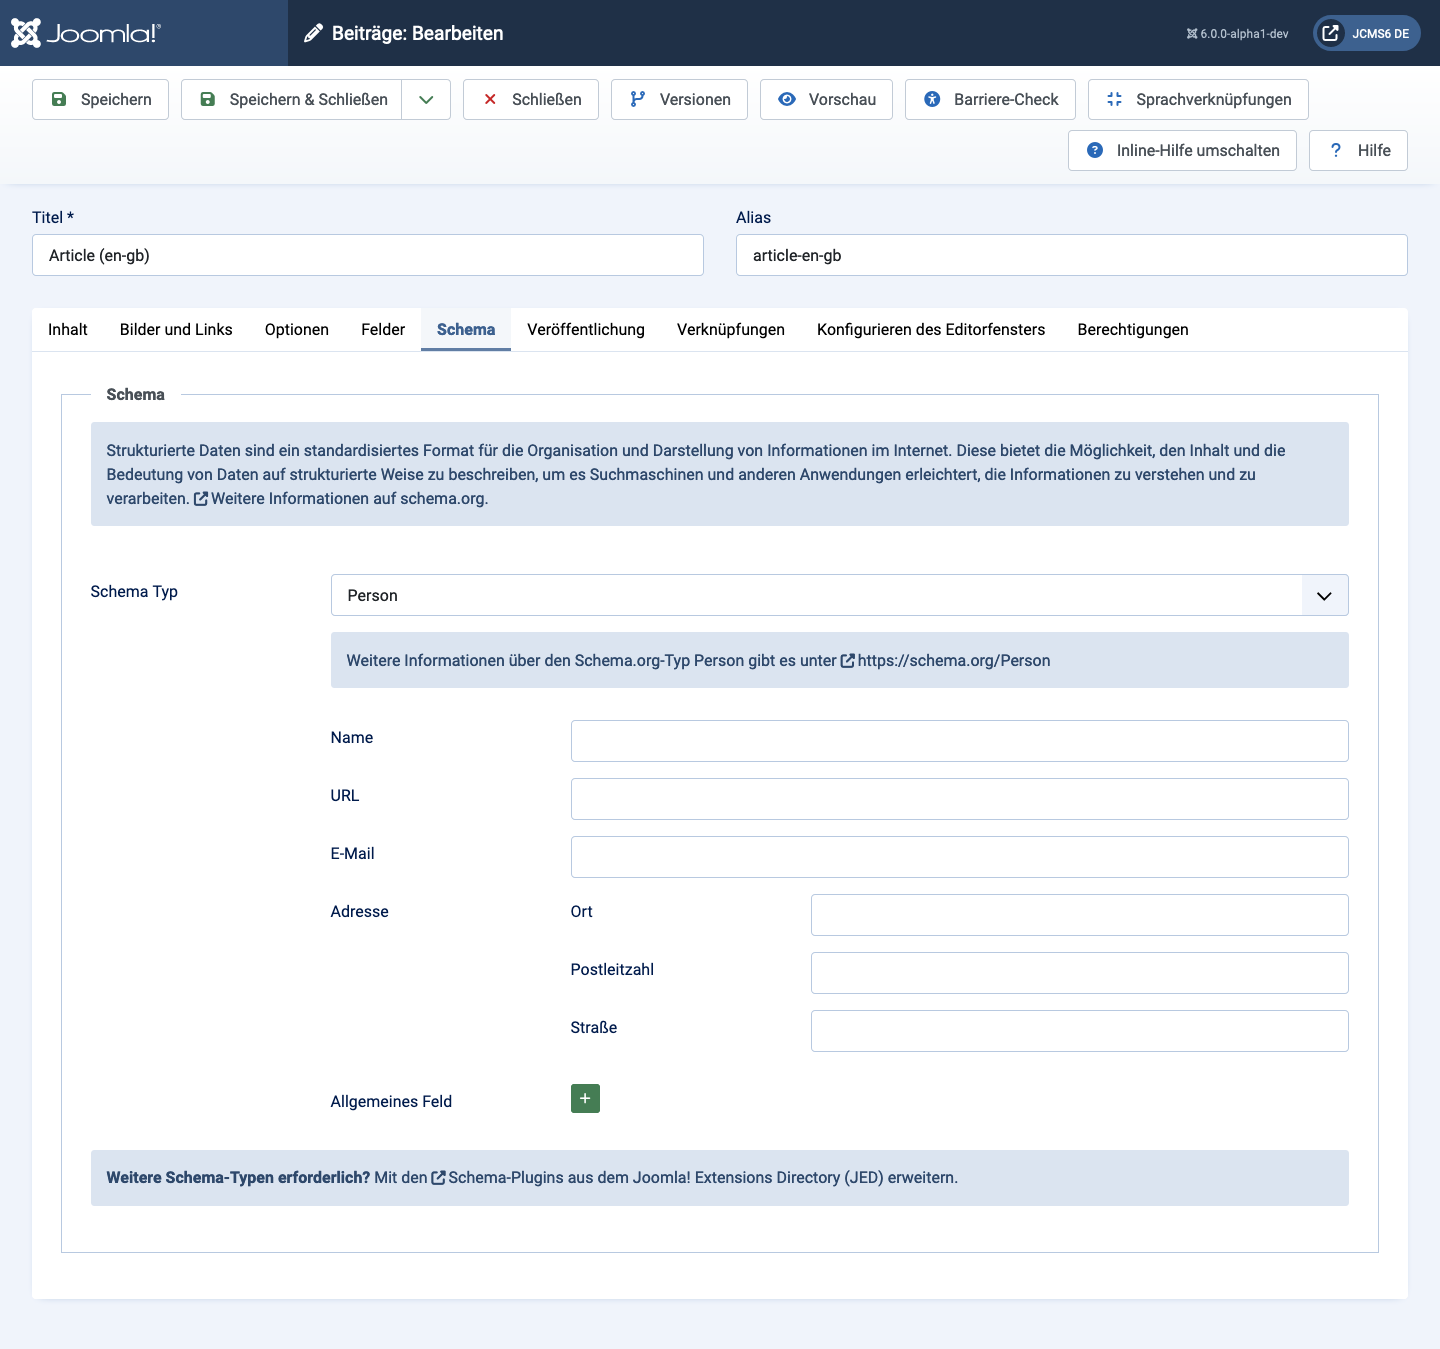 Joomla!®
Beiträge: Bearbeiten
6.0.0-alpha1-dev
JCMS6 DE
Speichern
Speichern & Schließen
Schließen
Versionen
Vorschau
Barriere-Check
Sprachverknüpfungen
Inline-Hilfe umschalten
Hilfe
Titel *
Alias
Article (en-gb)
article-en-gb
Inhalt
Bilder und Links
Optionen
Felder
Schema
Veröffentlichung
Verknüpfungen
Konfigurieren des Editorfensters
Berechtigungen
Schema
Strukturierte Daten sind ein standardisiertes Format für die Organisation und Darstellung von Informationen im Internet. Diese bietet die Möglichkeit, den Inhalt und die
Bedeutung von Daten auf strukturierte Weise zu beschreiben, um es Suchmaschinen und anderen Anwendungen erleichtert, die Informationen zu verstehen und zu
verarbeiten. Weitere Informationen auf schema.org.
Schema Typ
Person
Weitere Informationen über den Schema.org-Typ Person gibt es unter https://schema.org/Person
Name
URL
E-Mail
Adresse
Ort
Postleitzahl
Straße
Allgemeines Feld
Weitere Schema-Typen erforderlich? Mit den Schema-Plugins aus dem Joomla! Extensions Directory (JED) erweitern.